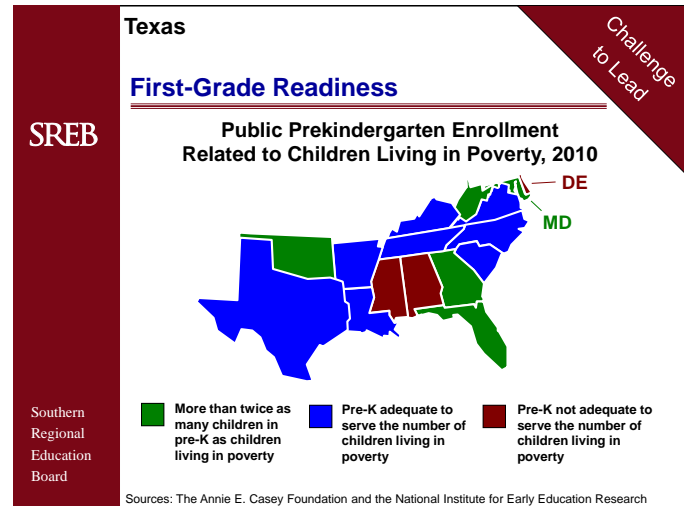 Texas
Challenge
to Lead
First-Grade Readiness
SREB
Public Prekindergarten Enrollment
Related to Children Living in Poverty, 2010
DE
MD
More than twice as
many children in
pre-K as children
living in poverty
Pre-K adequate to
serve the number of
children living in
poverty
Pre-K not adequate to
serve the number of
children living in
poverty
Southern
Regional
Education
Board
Sources: The Annie E. Casey Foundation and the National Institute for Early Education Research